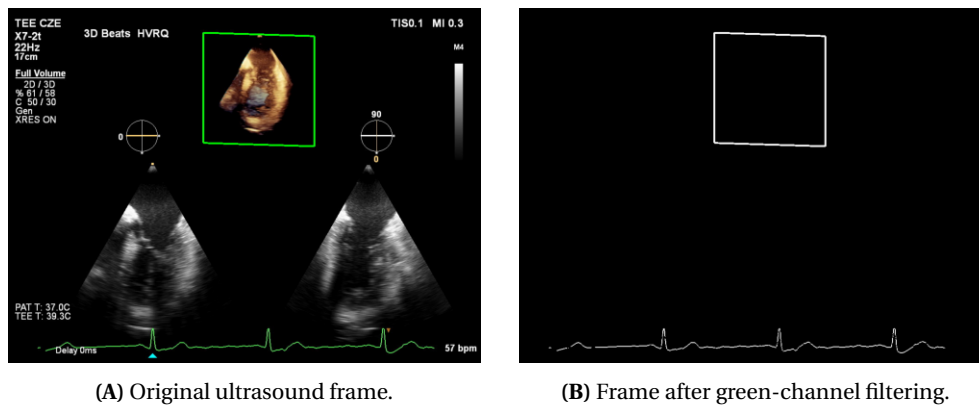 TEE CZE
X7-2t
22Hz
17cm
Full Volume
2D / 3D
% 61 / 58
C 50 / 30
Gen
XRES ON
3D Beats HVRQ
TIS0.1 MI 0.3
M4
0
90
0
PAT T: 37.0C
TEE T: 39.3C
Delay 0ms
57 bpm
(A) Original ultrasound frame.
(B) Frame after green-channel filtering.